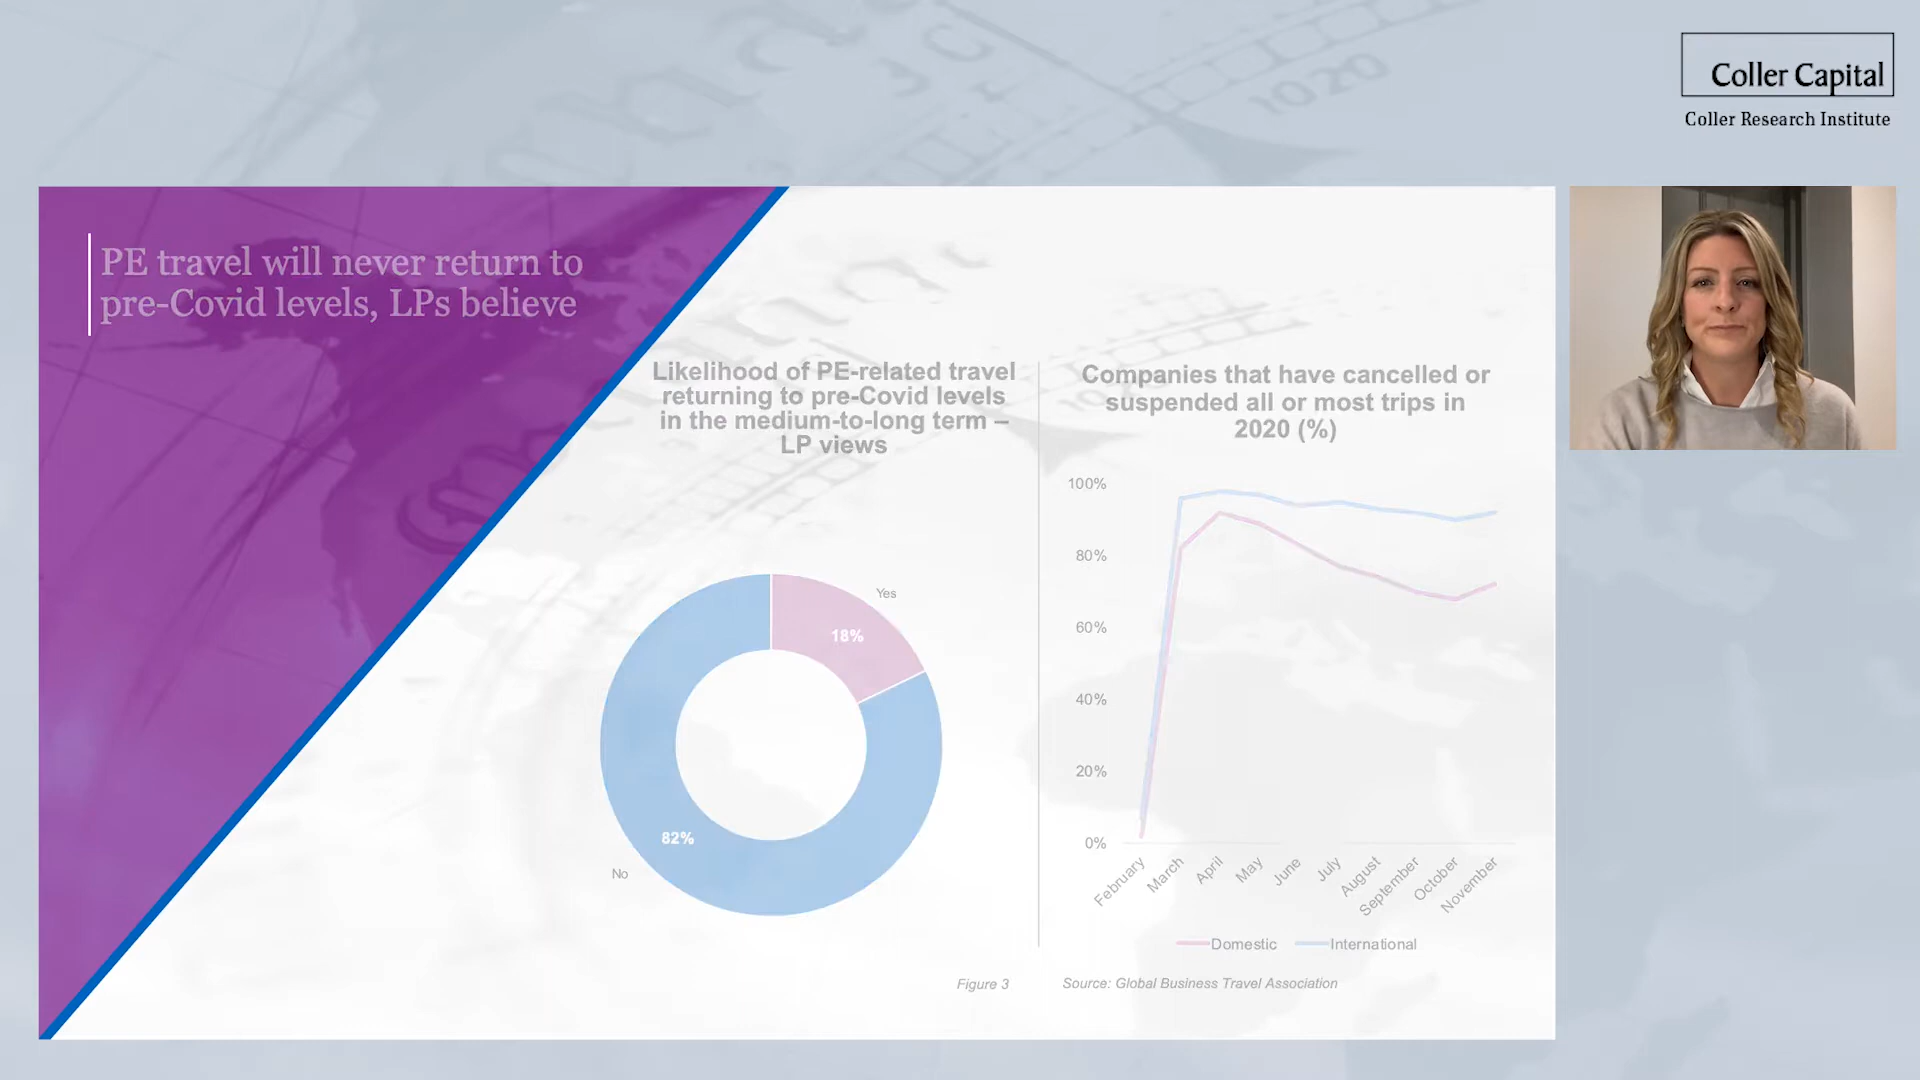 Coller Capital
Coller Research Institute
PE travel will never return to
pre-Covid levels, LPs believe
Likelihood of PE-related travel
returning to pre-Covid levels
in the medium-to-long term –
LP views
Yes
18%
82%
No
Figure 3
Companies that have cancelled or
suspended all or most trips in
2020 (%)
100%
80%
60%
40%
20%
0%
February
March
April
May
June
July
August
September
October
November
Domestic
International
Source: Global Business Travel Association
1020